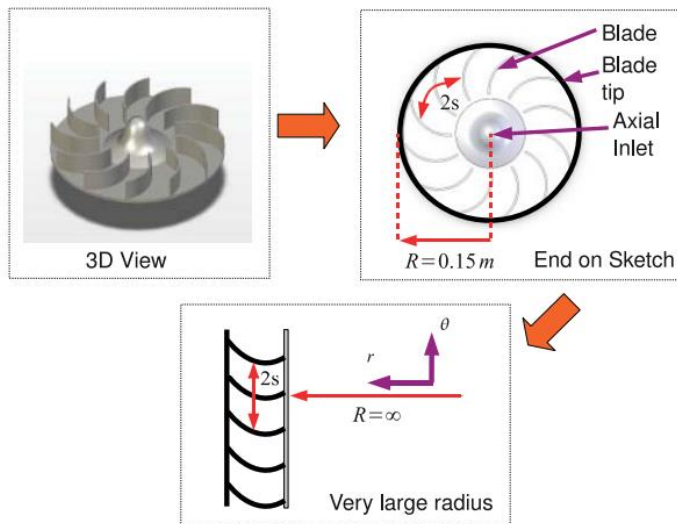 3D View
2s
Blade
Blade
tip
Axial
Inlet
R=0.15 m
End on Sketch
2s
θ
r
R=∞
Very large radius